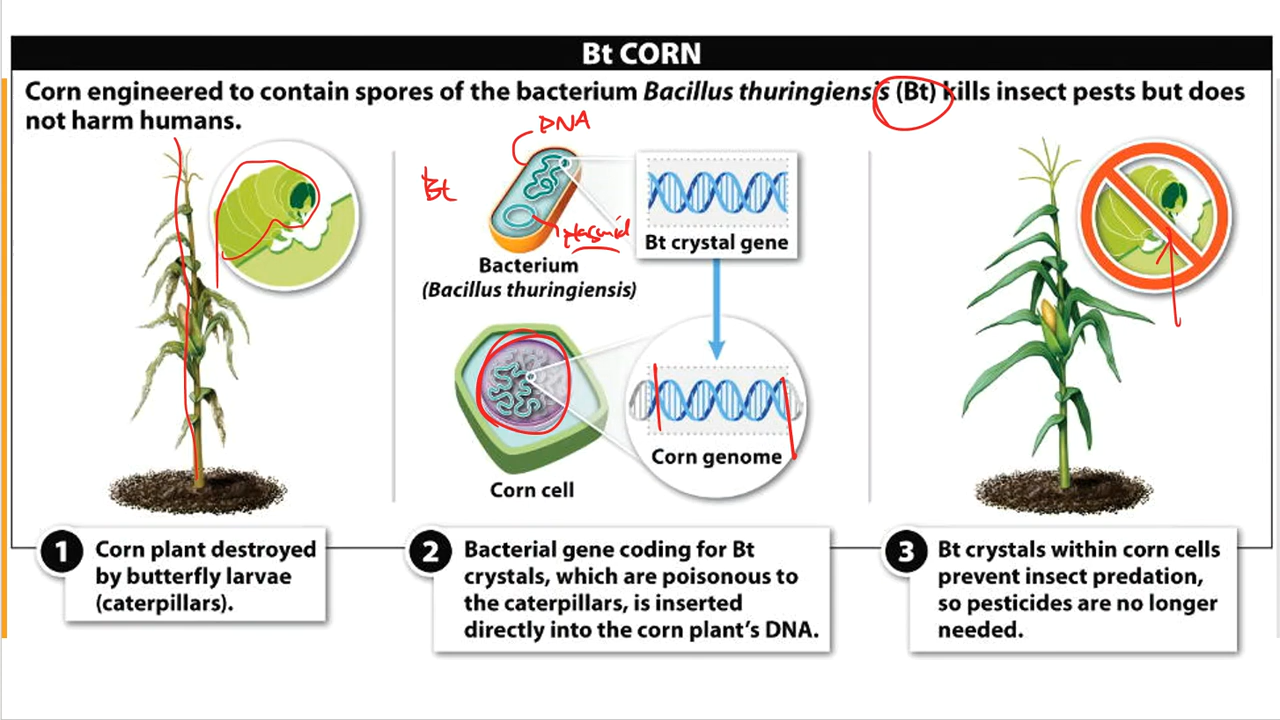 Bt CORN
Corn engineered to contain spores of the bacterium Bacillus thuringiensis (Bt) kills insect pests but does
not harm humans.
DNA
Bt
plasmid
Bt crystal gene
Bacterium
(Bacillus thuringiensis)
Corn genome
Corn cell
1 Corn plant destroyed
by butterfly larvae
(caterpillars).
2 Bacterial gene coding for Bt
crystals, which are poisonous to
the caterpillars, is inserted
directly into the corn plant’s DNA.
3 Bt crystals within corn cells
prevent insect predation,
so pesticides are no longer
needed.